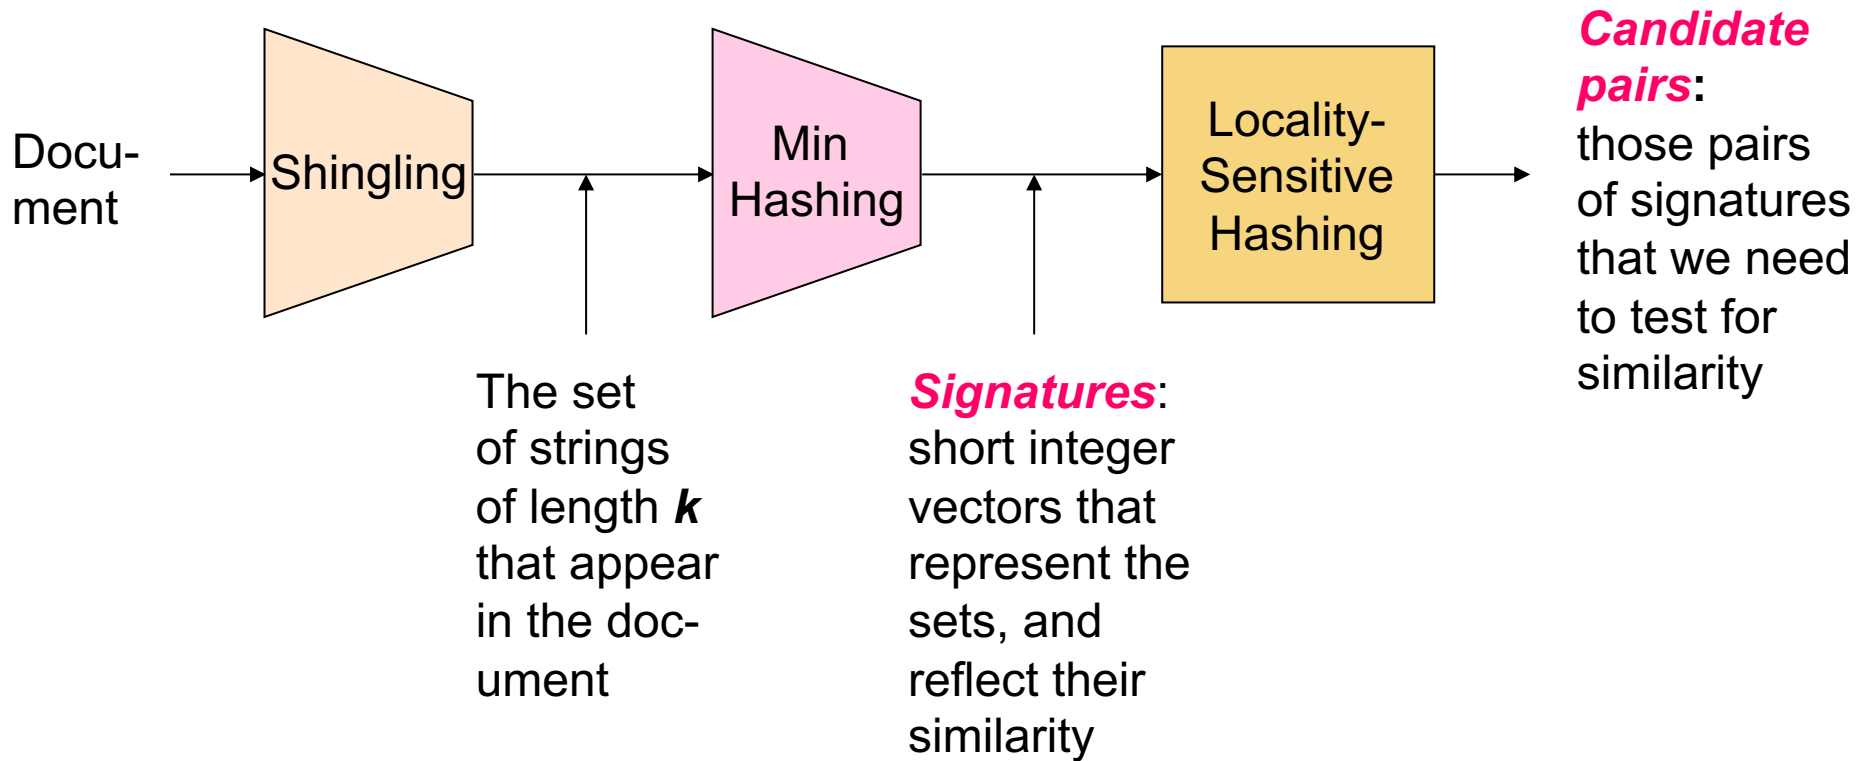 Docu-
ment
Shingling
The set
of strings
of length k
that appear
in the doc-
ument
Min
Hashing
Signatures:
short integer
vectors that
represent the
sets, and
reflect their
similarity
Locality-
Sensitive
Hashing
Candidate
pairs:
those pairs
of signatures
that we need
to test for
similarity